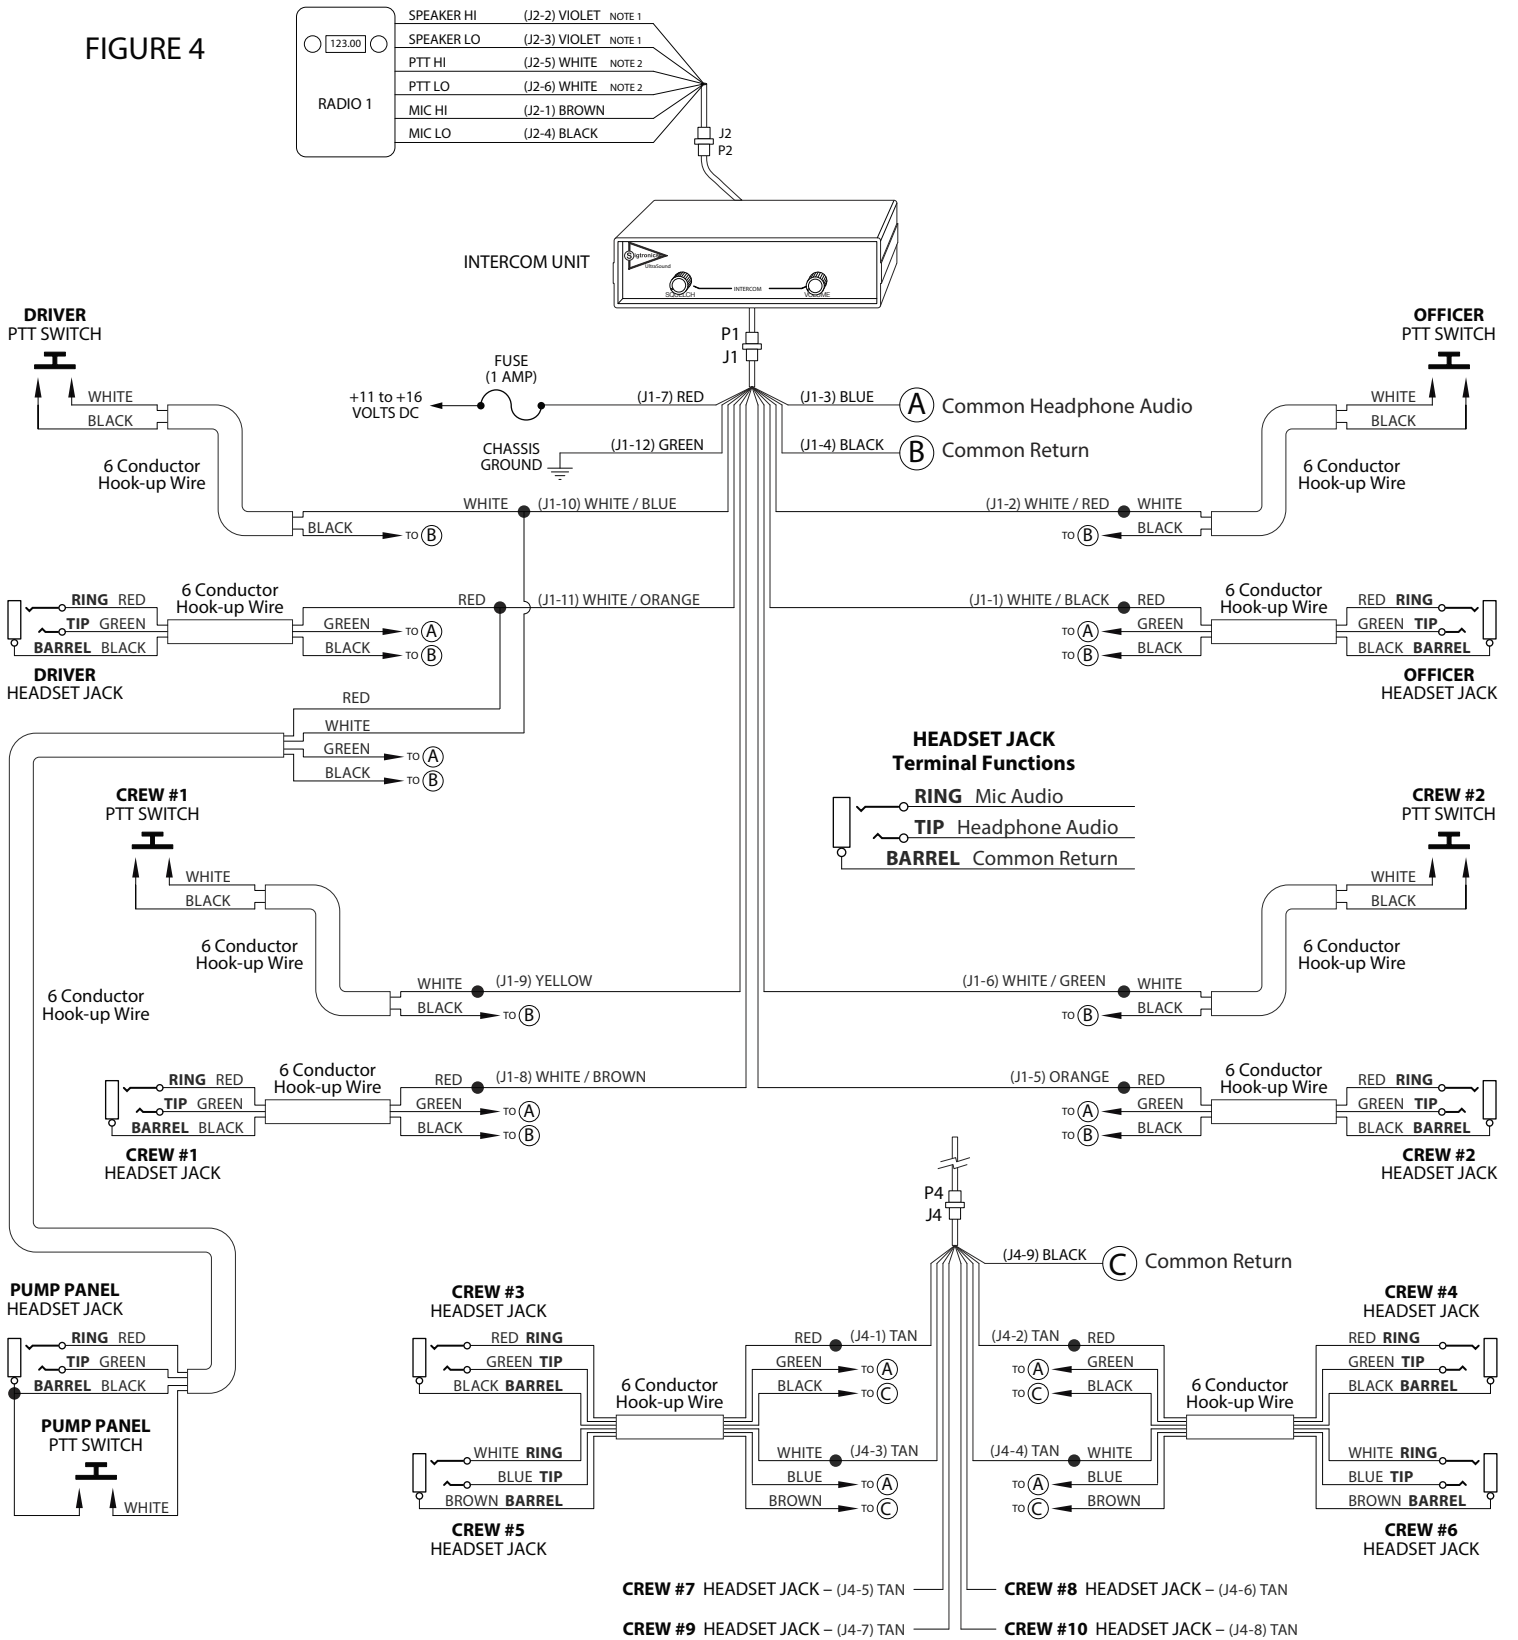 FIGURE 4
123.00
RADIO 1
SPEAKER HI (J2-2) VIOLET NOTE 1
SPEAKER LO (J2-3) VIOLET NOTE 1
PTT HI (J2-5) WHITE NOTE 2
PTT LO (J2-6) WHITE NOTE 2
MIC HI (J2-1) BROWN
MIC LO (J2-4) BLACK
J2
P2
INTERCOM UNIT
Sigtronics
UltraSound
SQUELCH INTERCOM VOLUME
P1
J1
DRIVER
PTT SWITCH
WHITE
BLACK
6 Conductor
Hook-up Wire
FUSE
(1 AMP)
+11 to +16
VOLTS DC
(J1-7) RED
CHASSIS
GROUND
(J1-12) GREEN
(J1-3) BLUE A Common Headphone Audio
(J1-4) BLACK B Common Return
OFFICER
PTT SWITCH
WHITE
BLACK
6 Conductor
Hook-up Wire
WHITE (J1-10) WHITE / BLUE
BLACK TO B
(J1-2) WHITE / RED WHITE
TO B BLACK
RING RED
TIP GREEN
BARREL BLACK
DRIVER
HEADSET JACK
6 Conductor
Hook-up Wire
RED (J1-11) WHITE / ORANGE
GREEN TO A
BLACK TO B
(J1-1) WHITE / BLACK RED
TO A GREEN
TO B BLACK
6 Conductor
Hook-up Wire
RED RING
GREEN TIP
BLACK BARREL
OFFICER
HEADSET JACK
RED
WHITE
GREEN TO A
BLACK TO B
HEADSET JACK
Terminal Functions
RING Mic Audio
TIP Headphone Audio
BARREL Common Return
CREW #1
PTT SWITCH
WHITE
BLACK
6 Conductor
Hook-up Wire
WHITE (J1-9) YELLOW
BLACK TO B
CREW #2
PTT SWITCH
WHITE
BLACK
6 Conductor
Hook-up Wire
(J1-6) WHITE / GREEN WHITE
TO B BLACK
6 Conductor
Hook-up Wire
RING RED
TIP GREEN
BARREL BLACK
CREW #1
HEADSET JACK
6 Conductor
Hook-up Wire
RED (J1-8) WHITE / BROWN
GREEN TO A
BLACK TO B
(J1-5) ORANGE RED
TO A GREEN
TO B BLACK
6 Conductor
Hook-up Wire
RED RING
GREEN TIP
BLACK BARREL
CREW #2
HEADSET JACK
P4
J4
(J4-9) BLACK C Common Return
PUMP PANEL
HEADSET JACK
RING RED
TIP GREEN
BARREL BLACK
PUMP PANEL
PTT SWITCH
WHITE
CREW #3
HEADSET JACK
RED RING
GREEN TIP
BLACK BARREL
6 Conductor
Hook-up Wire
RED (J4-1) TAN
GREEN TO A
BLACK TO C
WHITE RING
BLUE TIP
BROWN BARREL
CREW #5
HEADSET JACK
WHITE (J4-3) TAN
BLUE TO A
BROWN TO C
CREW #4
HEADSET JACK
(J4-2) TAN RED
TO A GREEN
TO C BLACK
6 Conductor
Hook-up Wire
RED RING
GREEN TIP
BLACK BARREL
(J4-4) TAN WHITE
TO A BLUE
TO C BROWN
WHITE RING
BLUE TIP
BROWN BARREL
CREW #6
HEADSET JACK
CREW #7 HEADSET JACK – (J4-5) TAN
CREW #8 HEADSET JACK – (J4-6) TAN
CREW #9 HEADSET JACK – (J4-7) TAN
CREW #10 HEADSET JACK – (J4-8) TAN